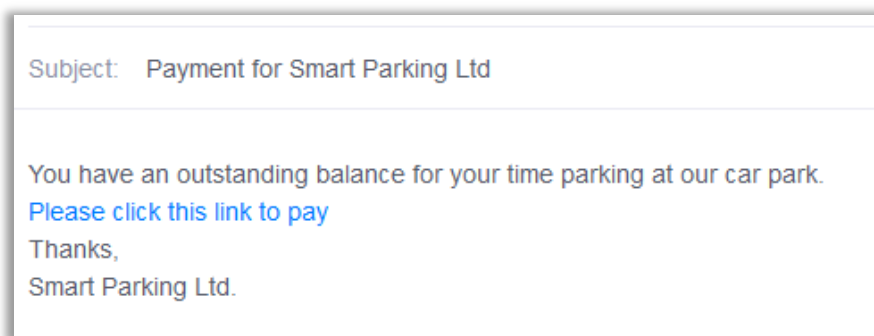 Subject: Payment for Smart Parking Ltd
You have an outstanding balance for your time parking at our car park.
Please click this link to pay
Thanks,
Smart Parking Ltd.